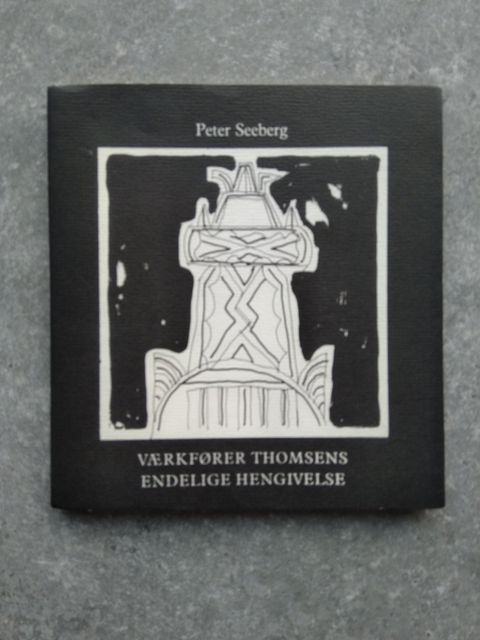 Peter Seeberg
VÆRKFØRER THOMSENS
ENDELIGE HENGIVELSE